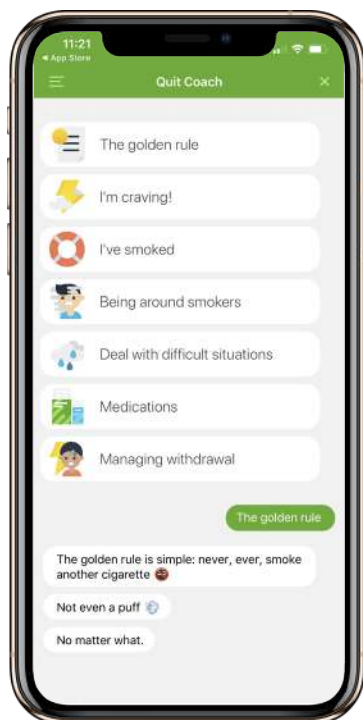 11:21
◀ App Store
Quit Coach
The golden rule
I'm craving!
I've smoked
Being around smokers
Deal with difficult situations
Medications
Managing withdrawal
The golden rule
The golden rule is simple: never, ever, smoke
another cigarette
Not even a puff
No matter what.